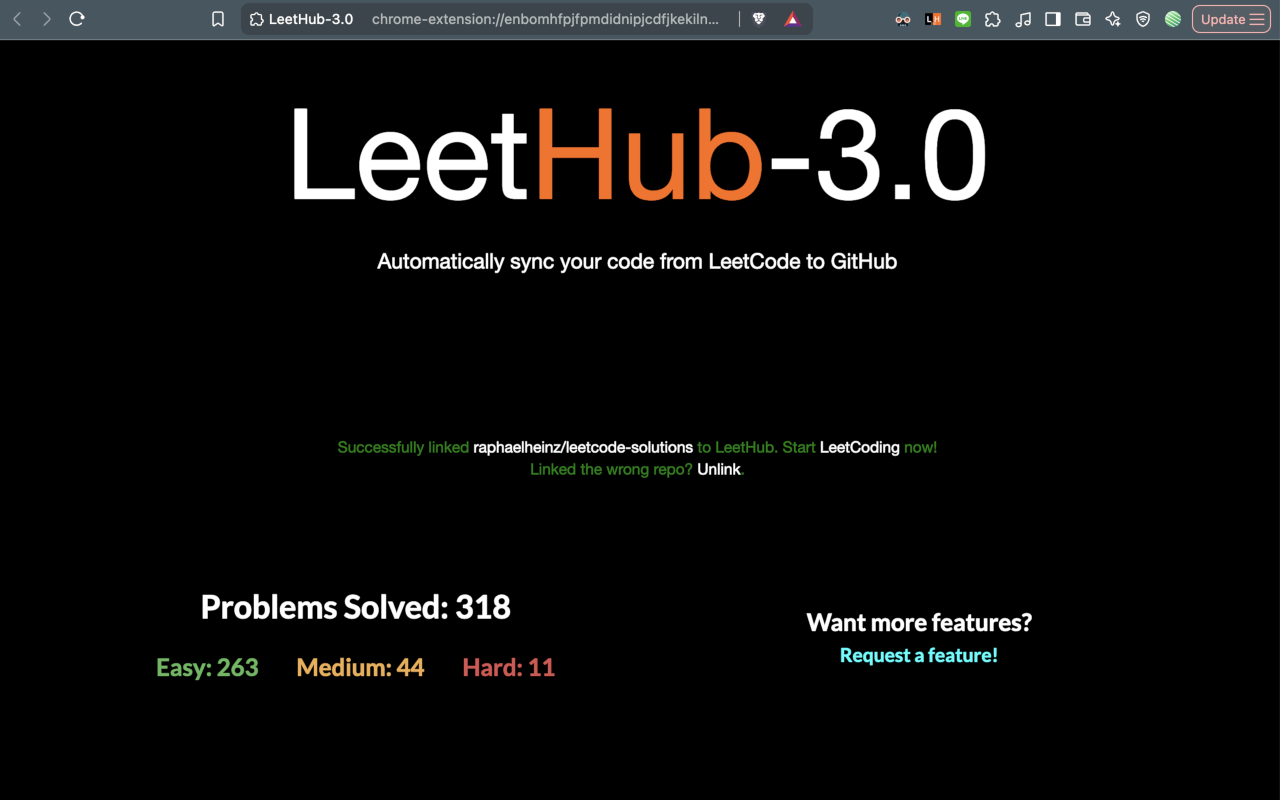 LeetHub-3.0 chrome-extension://enbomhfpjfpmdidnipjcdfjkekiln... Update
LeetHub-3.0
Automatically sync your code from LeetCode to GitHub
Successfully linked raphaelheinz/leetcode-solutions to LeetHub. Start LeetCoding now!
Linked the wrong repo? Unlink.
Problems Solved: 318
Easy: 263 Medium: 44 Hard: 11
Want more features?
Request a feature!